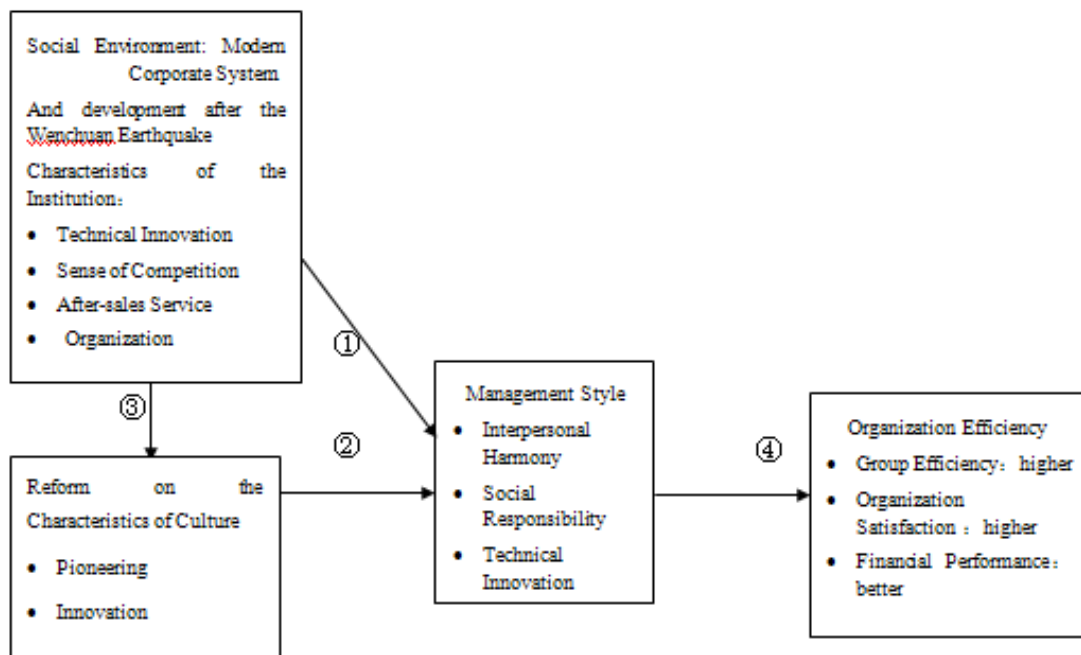 Social Environment: Modern
Corporate System
And development after the
Wenchuan Earthquake
Characteristics of the
Institution：
• Technical Innovation
• Sense of Competition
• After-sales Service
• Organization
①
③
②
④
Reform on the
Characteristics of Culture
• Pioneering
• Innovation
Management Style
• Interpersonal
Harmony
• Social
Responsibility
• Technical
Innovation
Organization Efficiency
• Group Efficiency：higher
• Organization
Satisfaction ：higher
• Financial Performance：
better